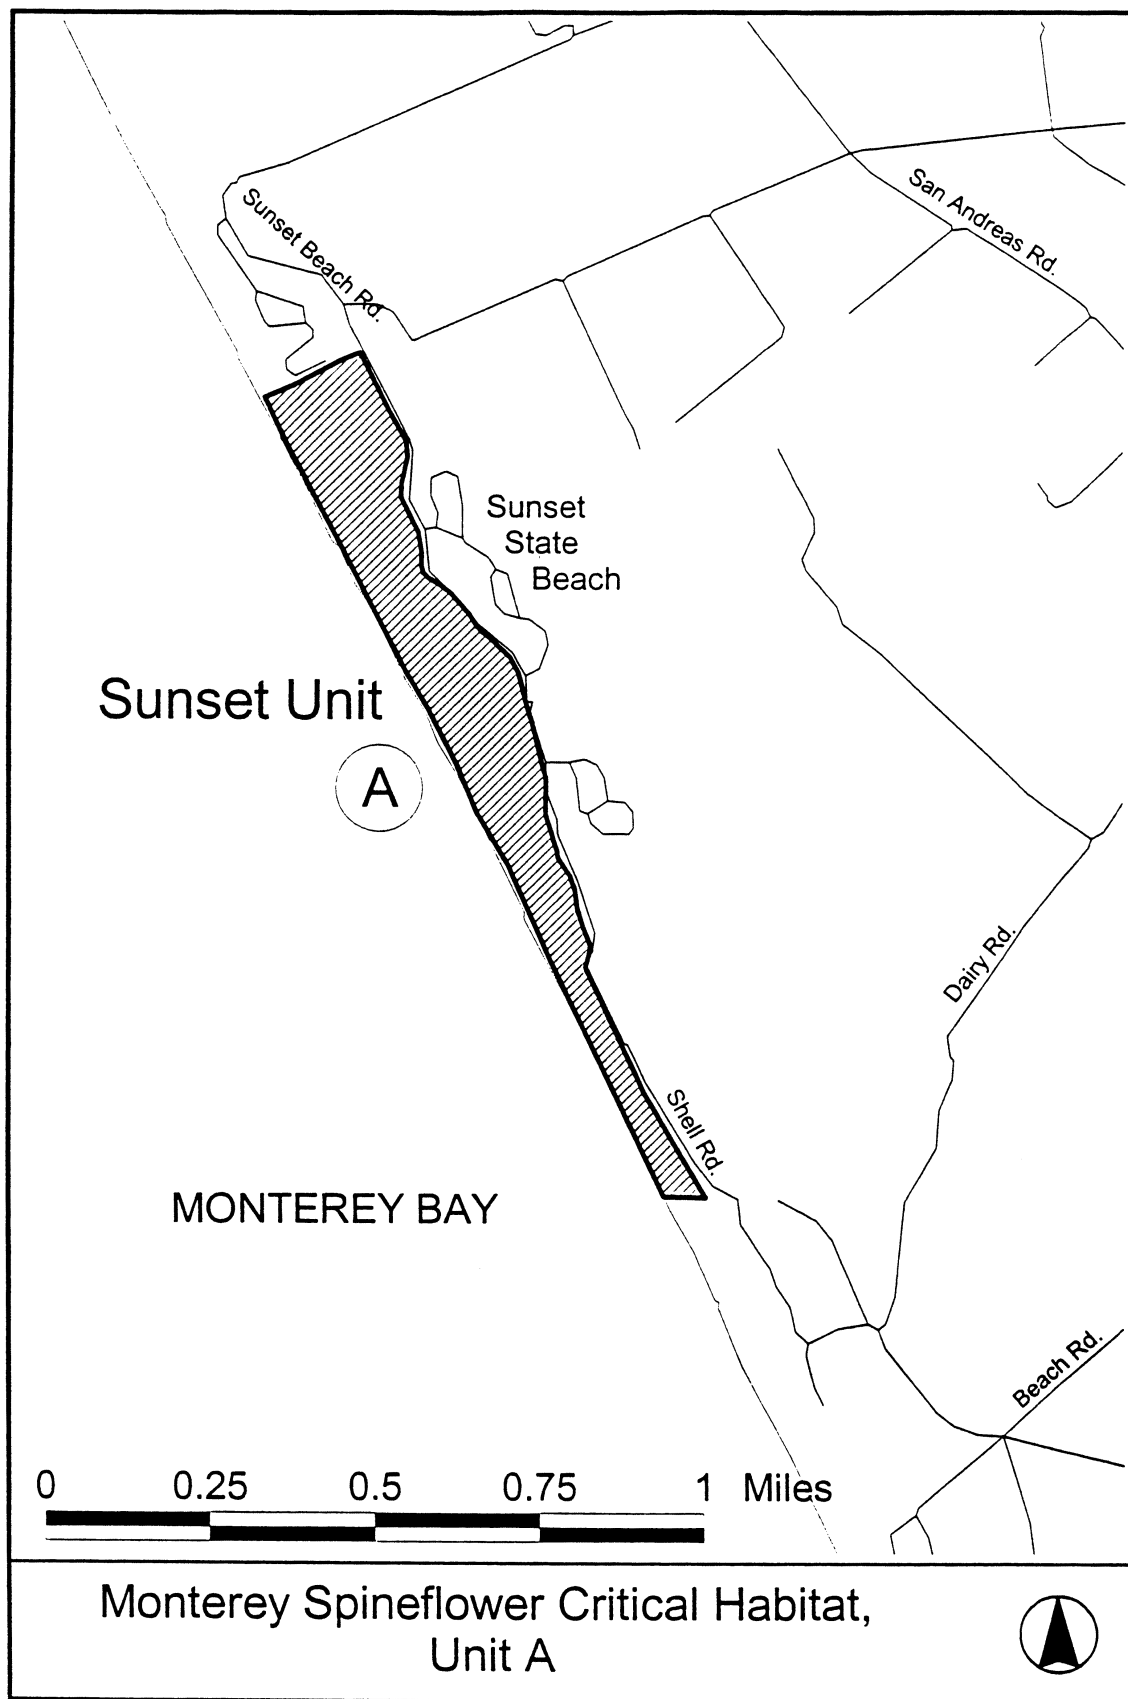 Sunset Beach Rd.
San Andreas Rd.
Sunset
State
Beach
Sunset Unit
A
Dairy Rd.
Shell Rd.
MONTEREY BAY
Beach Rd.
0 0.25 0.5 0.75 1 Miles
Monterey Spineflower Critical Habitat,
Unit A